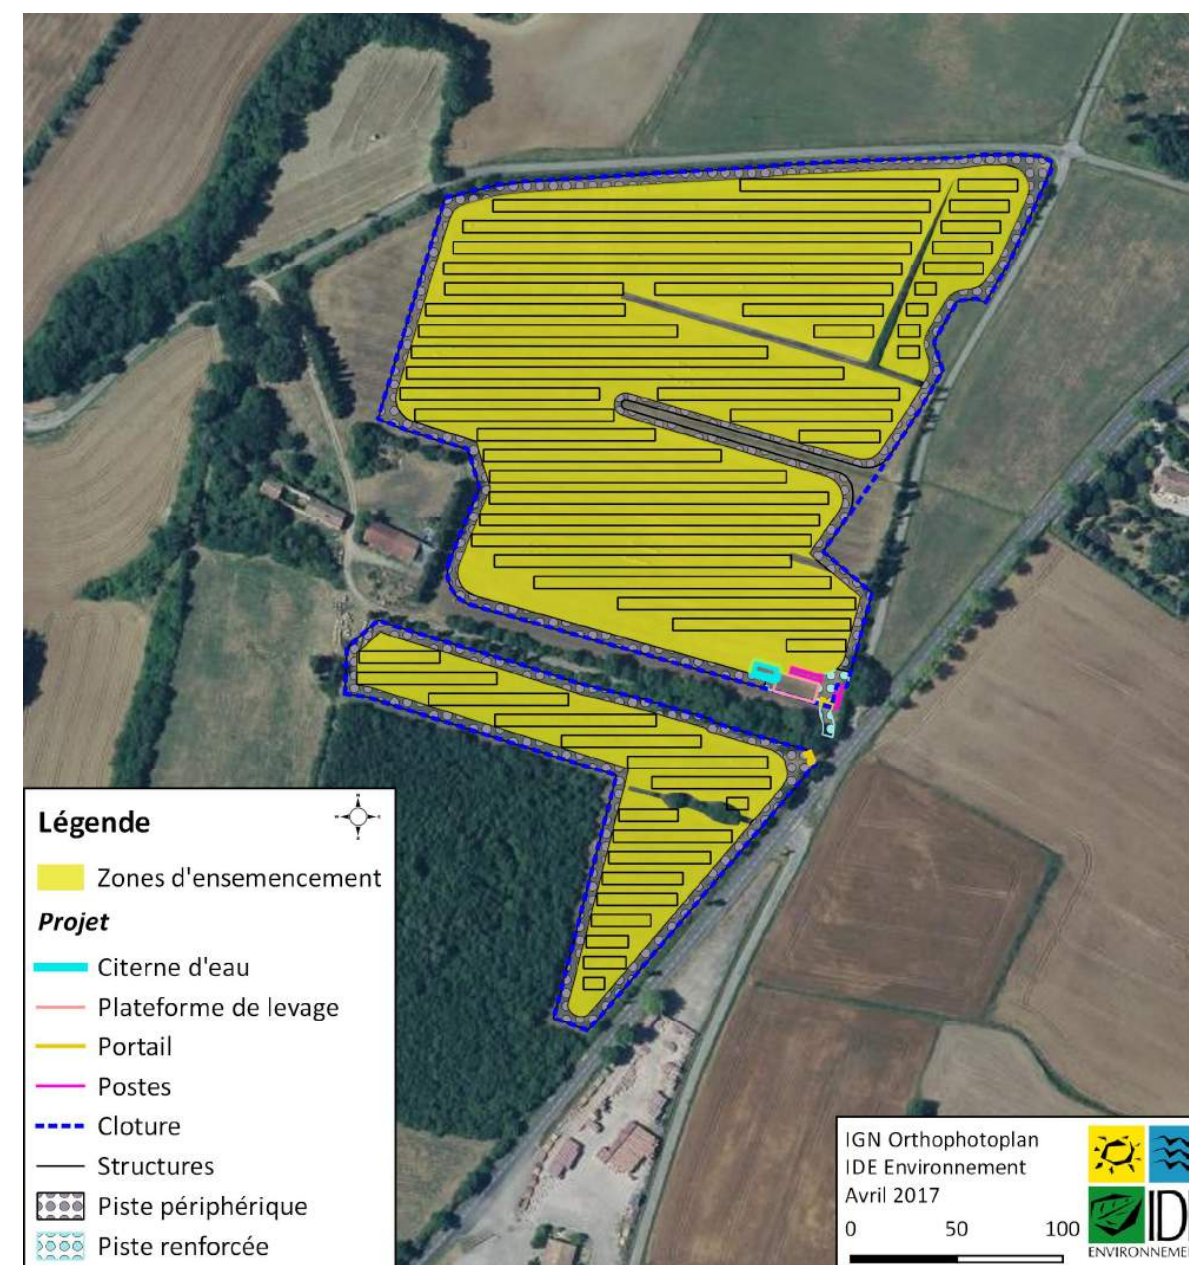 Légende
Zones d'ensemencement
Projet
Citerne d'eau
Plateforme de levage
Portail
Postes
Cloture
Structures
Piste périphérique
Piste renforcée
IGN Orthophotoplan
IDE Environnement
Avril 2017
0 50 100